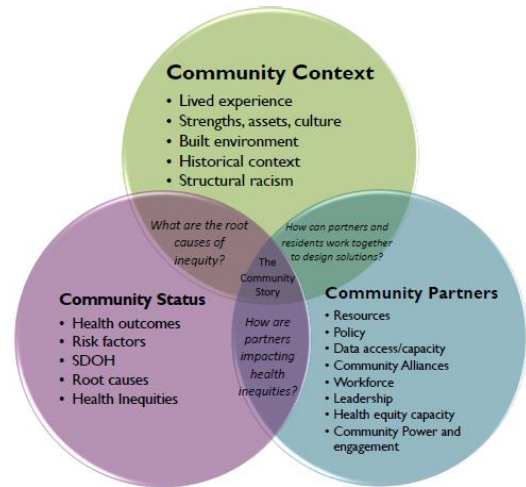 Community Context
• Lived experience
• Strengths, assets, culture
• Built environment
• Historical context
• Structural racism
What are the root
causes of
inequity?
How can partners and
residents work together
to design solutions?
The
Community
Story
Community Status
• Health outcomes
• Risk factors
• SDOH
• Root causes
• Health Inequities
How are
partners
impacting
health
inequities?
Community Partners
• Resources
• Policy
• Data access/capacity
• Community Alliances
• Workforce
• Leadership
• Health equity capacity
• Community Power and
engagement